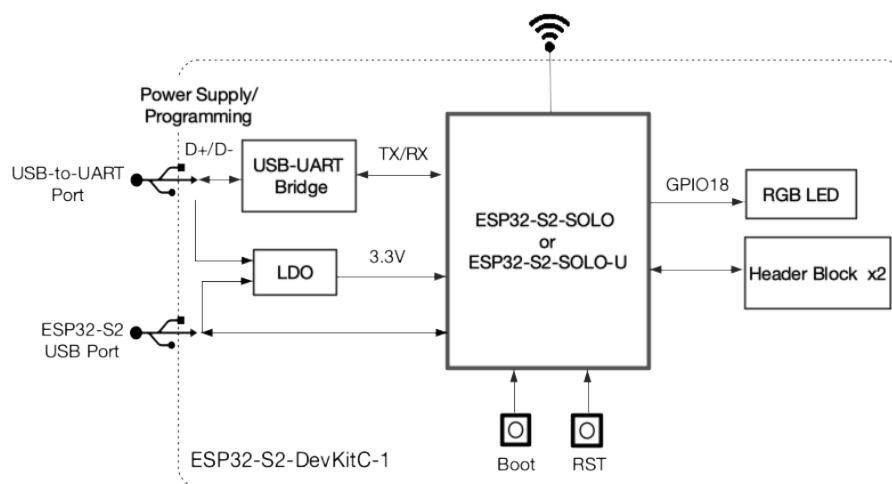 Power Supply/
Programming
D+/D-
USB-to-UART
Port
USB-UART
Bridge
TX/RX
ESP32-S2-SOLO
or
ESP32-S2-SOLO-U
GPIO18
RGB LED
LDO
3.3V
Header Block x2
ESP32-S2
USB Port
ESP32-S2-DevKitC-1
Boot
RST